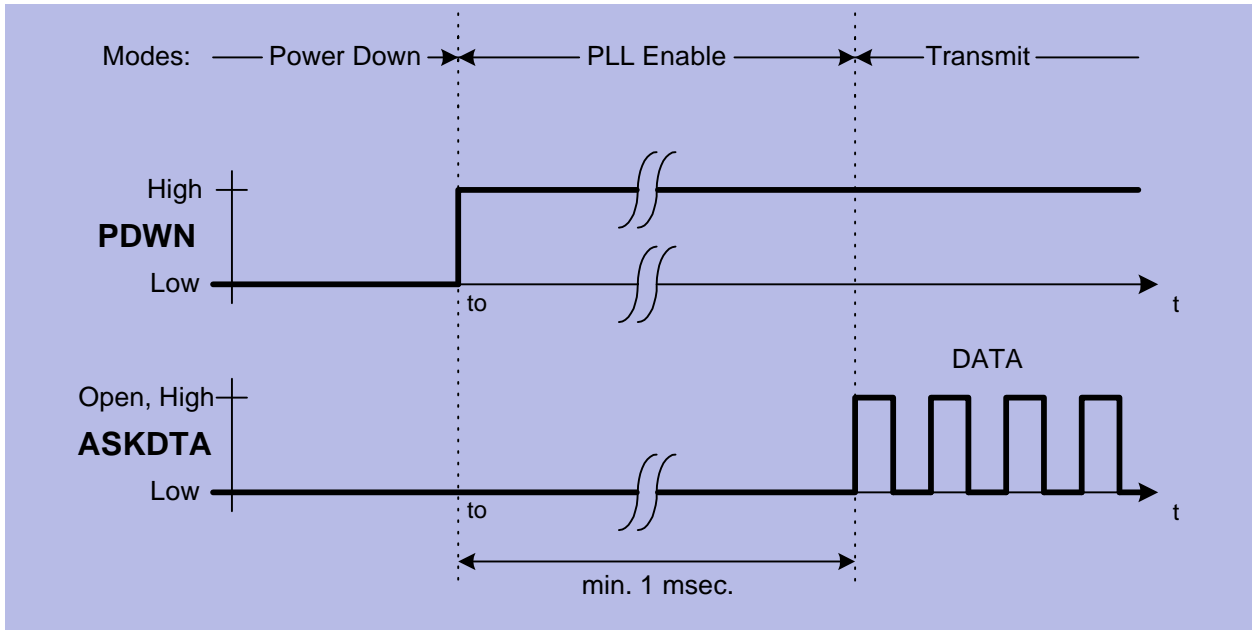 Modes: Power Down PLL Enable Transmit
High
PDWN
Low
to
t
DATA
Open, High
ASKDTA
Low
to
t
min. 1 msec.